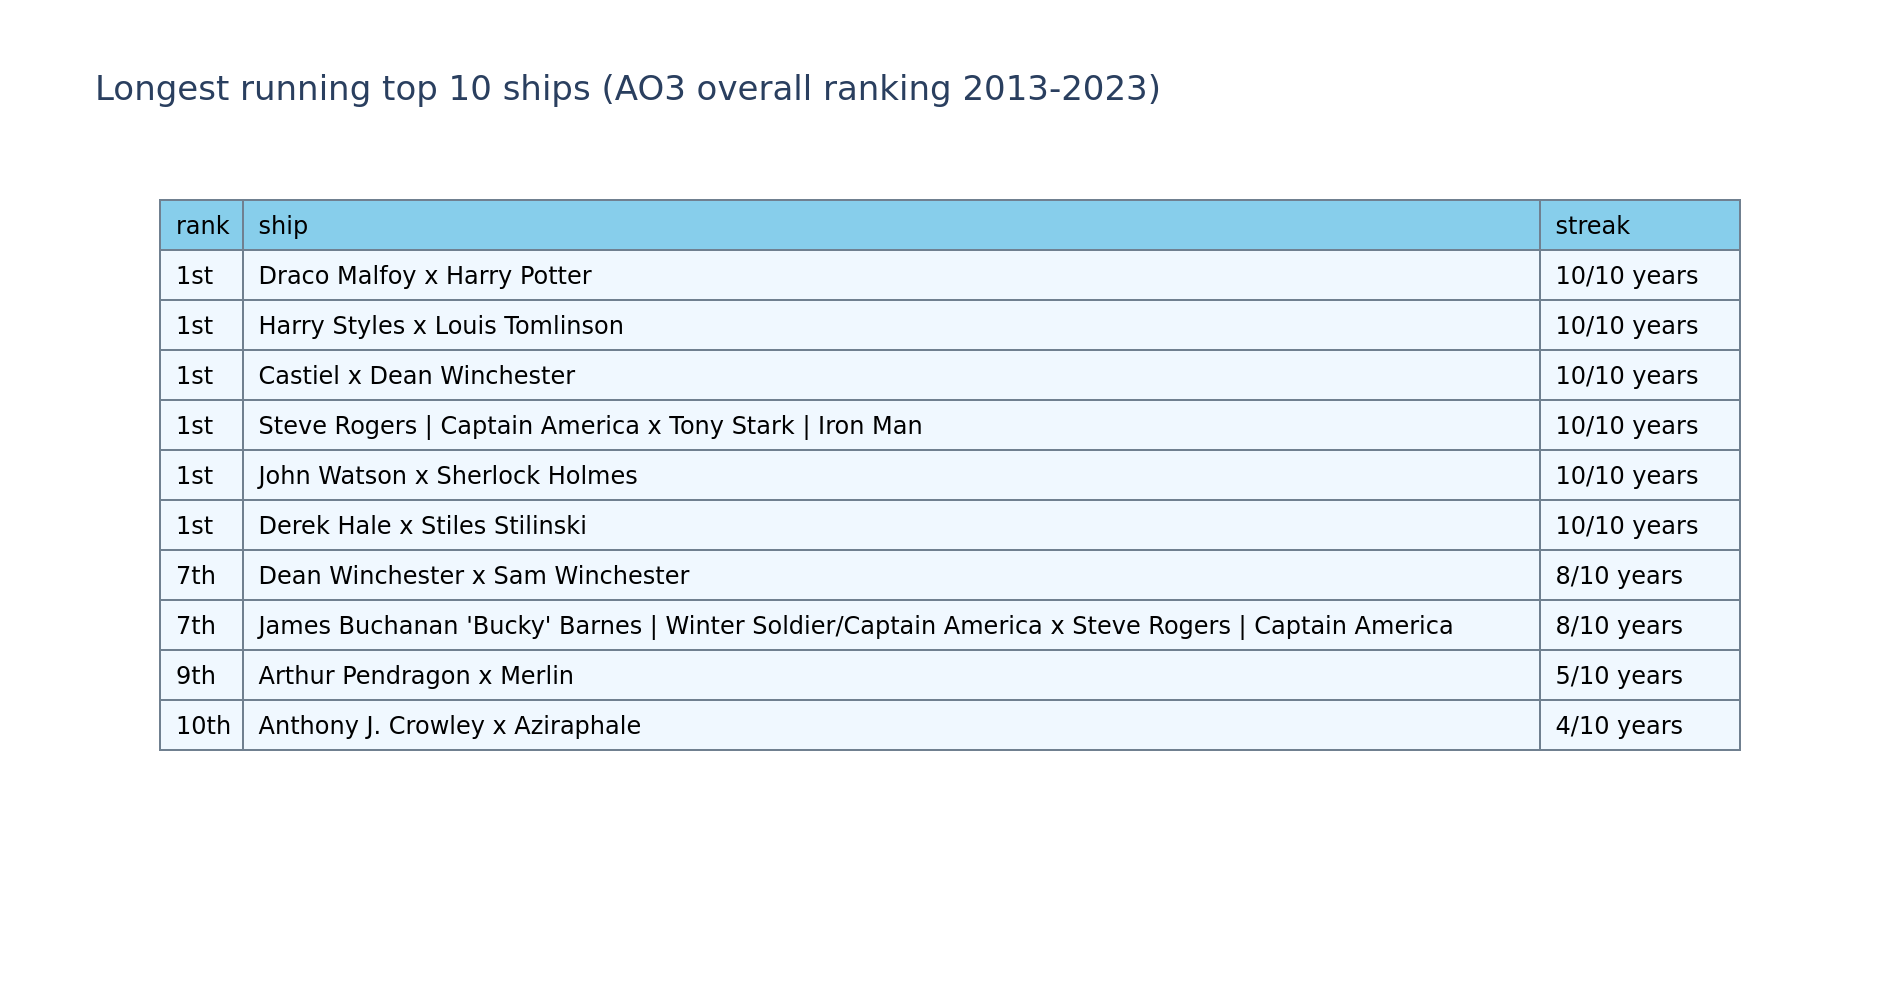 Longest running top 10 ships (AO3 overall ranking 2013-2023)
rank ship streak
1st Draco Malfoy x Harry Potter 10/10 years
1st Harry Styles x Louis Tomlinson 10/10 years
1st Castiel x Dean Winchester 10/10 years
1st Steve Rogers | Captain America x Tony Stark | Iron Man 10/10 years
1st John Watson x Sherlock Holmes 10/10 years
1st Derek Hale x Stiles Stilinski 10/10 years
7th Dean Winchester x Sam Winchester 8/10 years
7th James Buchanan 'Bucky' Barnes | Winter Soldier/Captain America x Steve Rogers | Captain America 8/10 years
9th Arthur Pendragon x Merlin 5/10 years
10th Anthony J. Crowley x Aziraphale 4/10 years